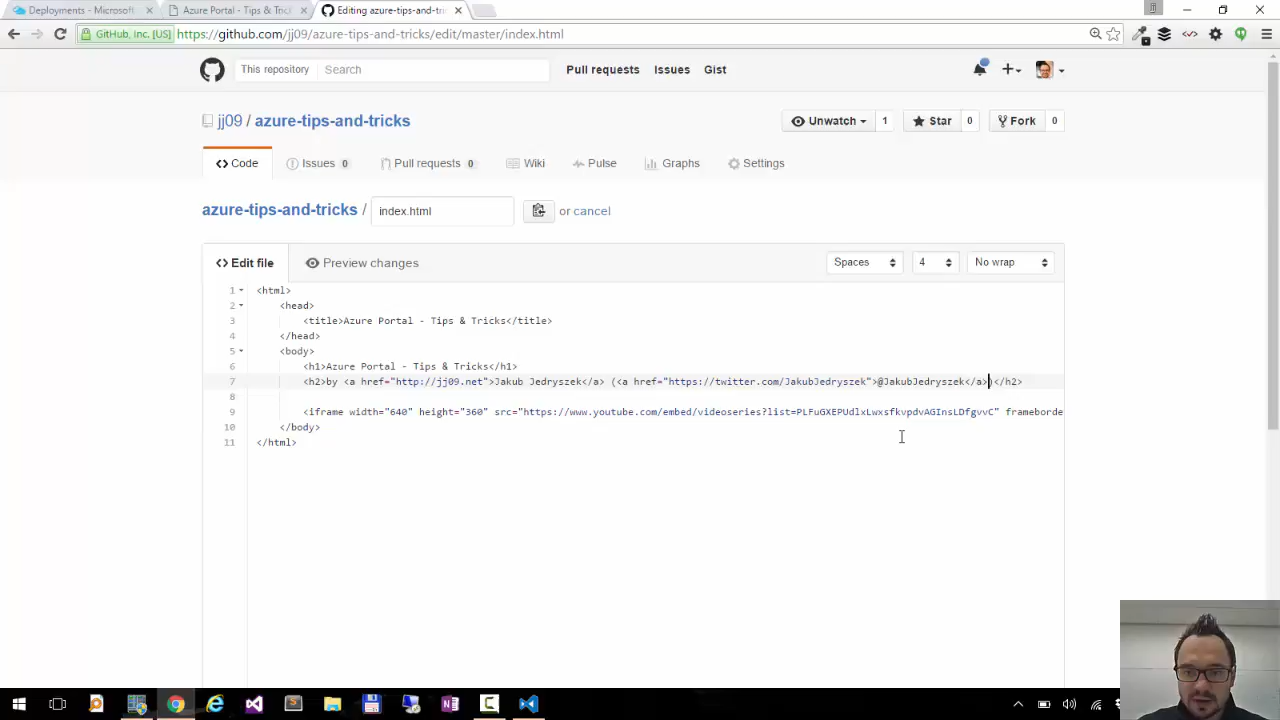 Deployments - Microsoft
Azure Portal - Tips & Trick
Editing azure-tips-and-tri
GitHub, Inc. [US] https://github.com/jj09/azure-tips-and-tricks/edit/master/index.html
This repository Search Pull requests Issues Gist
jj09 / azure-tips-and-tricks Unwatch 1 Star 0 Fork 0
Code Issues 0 Pull requests 0 Wiki Pulse Graphs Settings
azure-tips-and-tricks / index.html or cancel
Edit file Preview changes Spaces 4 No wrap
1 <html>
2 <head>
3 <title>Azure Portal - Tips & Tricks</title>
4 </head>
5 <body>
6 <h1>Azure Portal - Tips & Tricks</h1>
7 <h2>by <a href="http://jj09.net">Jakub Jedryszek</a> (<a href="https://twitter.com/JakubJedryszek">@JakubJedryszek</a>)</h2>
8
9 <iframe width="640" height="360" src="https://www.youtube.com/embed/videoseries?list=PLFuGXEPUdlxLwxsfkvpdvAGInsLDfgvvC" frameborde
10 </body>
11 </html>